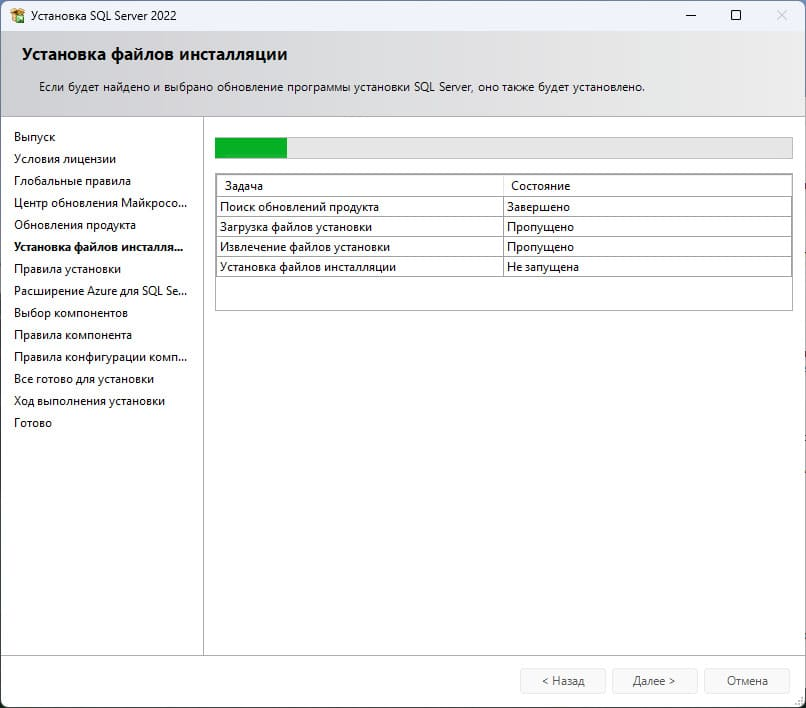 Установка SQL Server 2022
Установка файлов инсталляции
Если будет найдено и выбрано обновление программы установки SQL Server, оно также будет установлено.
Выпуск
Условия лицензии
Глобальные правила
Центр обновления Майкросо...
Обновления продукта
Установка файлов инсталля...
Правила установки
Расширение Azure для SQL Se...
Выбор компонентов
Правила компонента
Правила конфигурации комп...
Все готово для установки
Ход выполнения установки
Готово
Задача Состояние
Поиск обновлений продукта Завершено
Загрузка файлов установки Пропущено
Извлечение файлов установки Пропущено
Установка файлов инсталляции Не запущена
< Назад Далее > Отмена